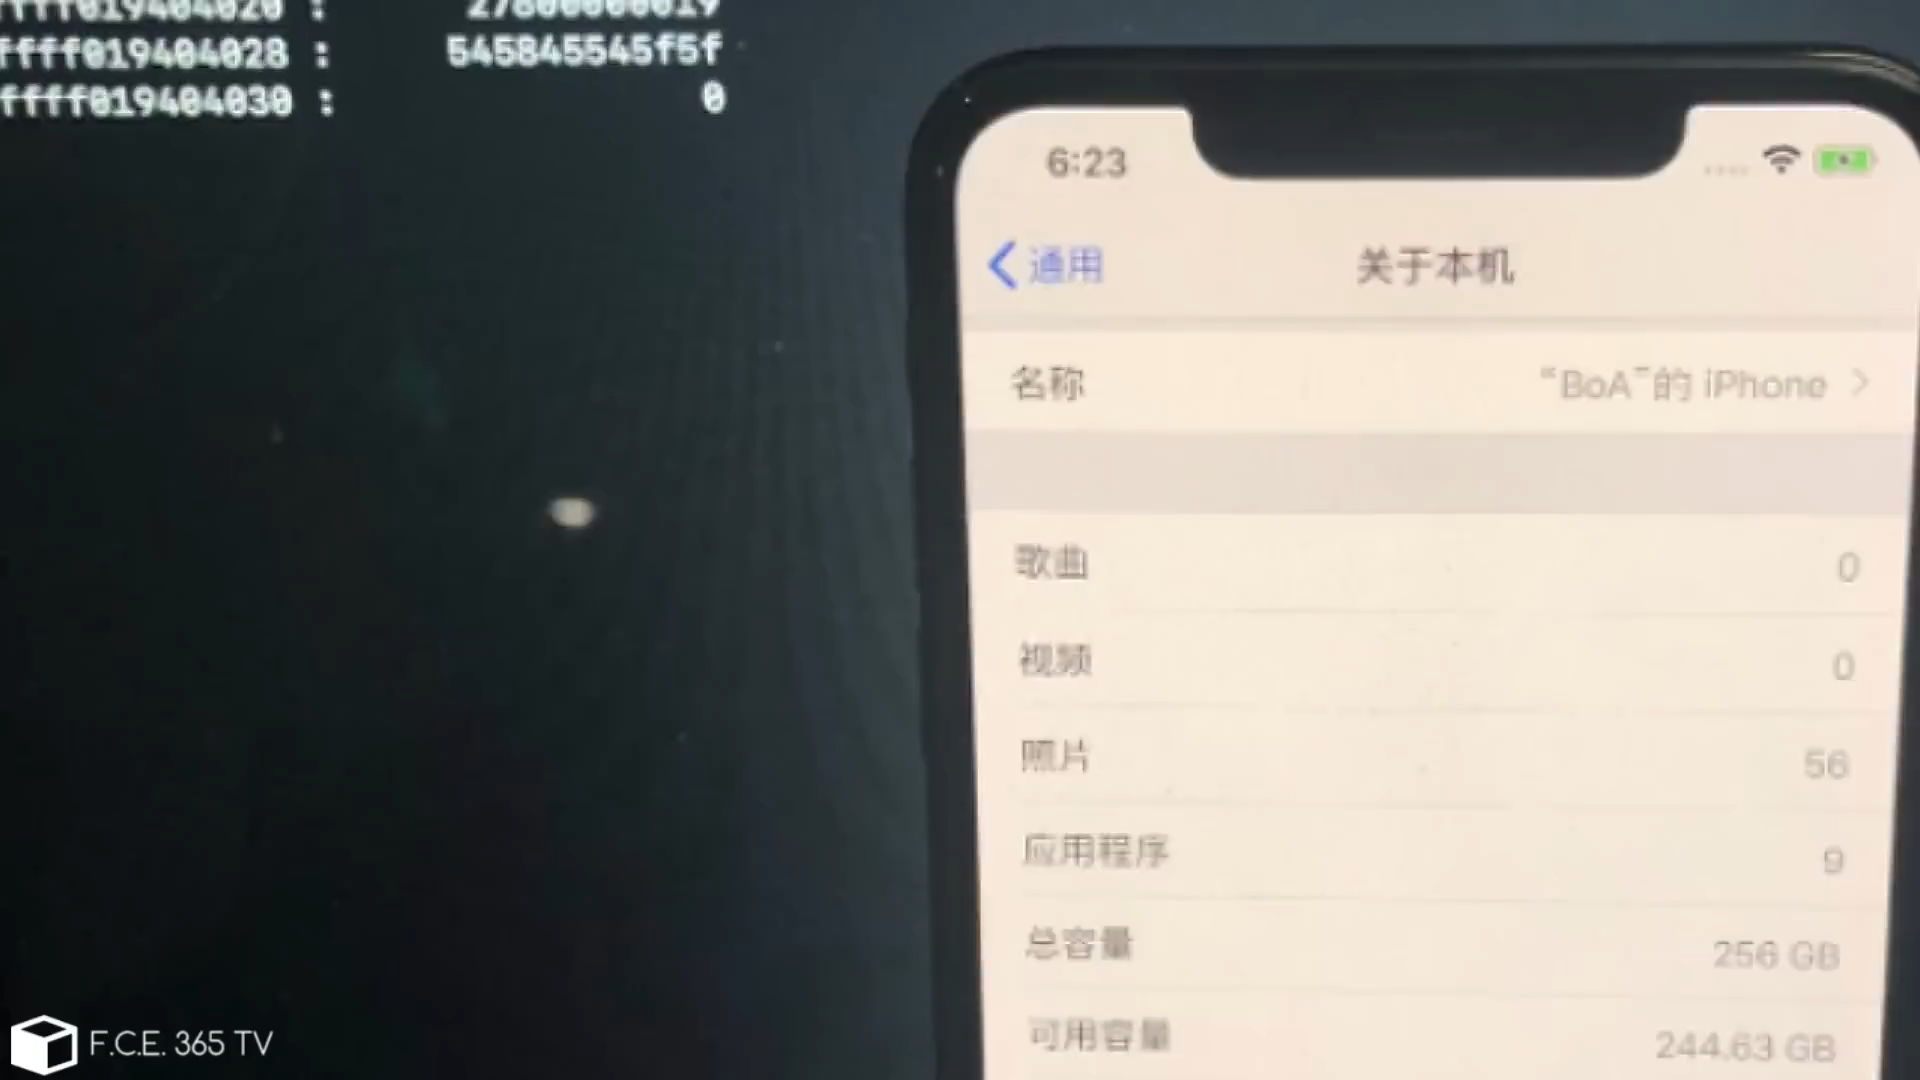 ffff019404020 : 27800000019
ffff019404028 : 545845545f5f
ffff019404030 : 0
6:23
通用
关于本机
名称 “BoA”的 iPhone
歌曲 0
视频 0
照片 56
应用程序 9
总容量 256 GB
可用容量 244.63 GB
F.C.E. 365 TV